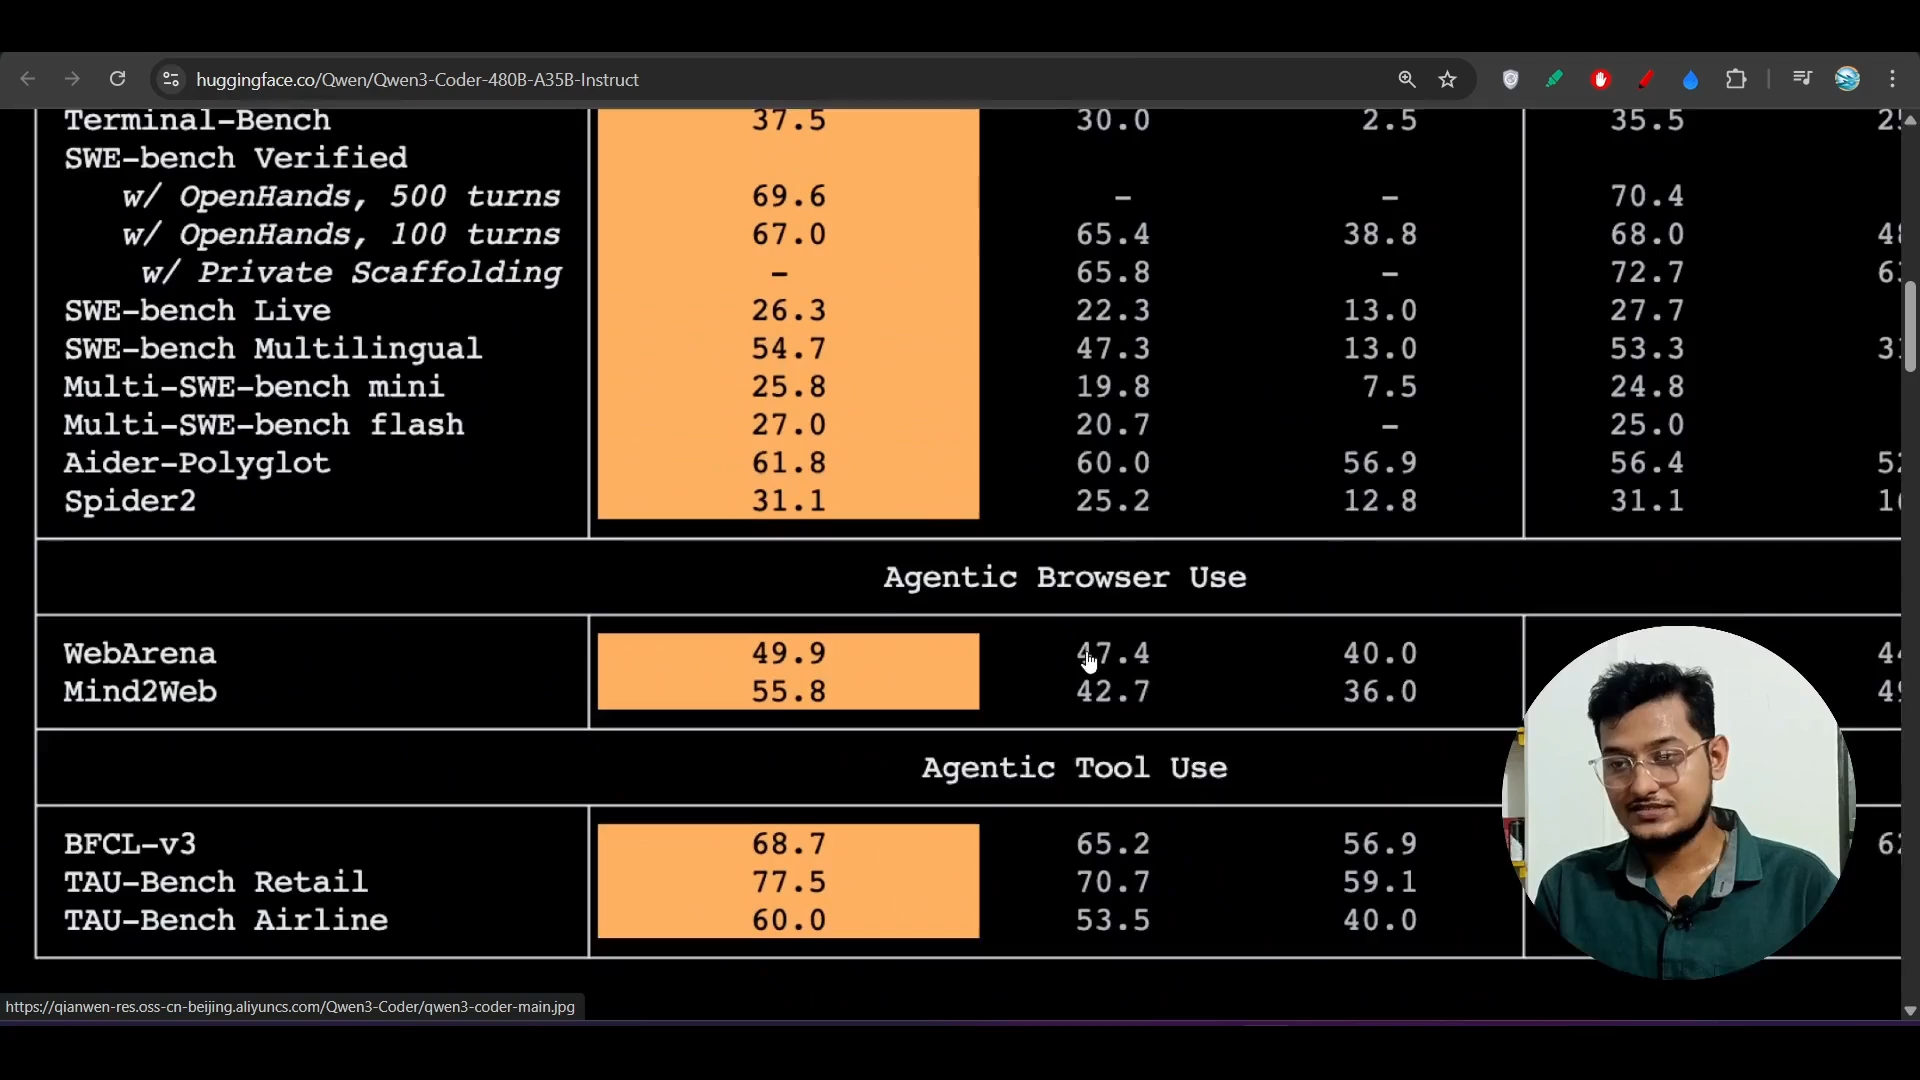 huggingface.co/Qwen/Qwen3-Coder-480B-A35B-Instruct
Terminal-Bench 37.5 30.0 2.5 35.5
SWE-bench Verified
w/ OpenHands, 500 turns 69.6 – – 70.4
w/ OpenHands, 100 turns 67.0 65.4 38.8 68.0
w/ Private Scaffolding – 65.8 – 72.7
SWE-bench Live 26.3 22.3 13.0 27.7
SWE-bench Multilingual 54.7 47.3 13.0 53.3
Multi-SWE-bench mini 25.8 19.8 7.5 24.8
Multi-SWE-bench flash 27.0 20.7 – 25.0
Aider-Polyglot 61.8 60.0 56.9 56.4
Spider2 31.1 25.2 12.8 31.1
Agentic Browser Use
WebArena 49.9 47.4 40.0
Mind2Web 55.8 42.7 36.0
Agentic Tool Use
BFCL-v3 68.7 65.2 56.9
TAU-Bench Retail 77.5 70.7 59.1
TAU-Bench Airline 60.0 53.5 40.0
https://qianwen-res.oss-cn-beijing.aliyuncs.com/Qwen3-Coder/qwen3-coder-main.jpg